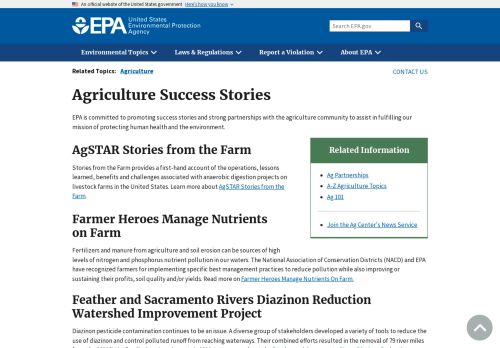 An official website of the United States government Here's how you know
EPA United States
Environmental Protection
Agency
Search EPA.gov
Environmental Topics Laws & Regulations Report a Violation About EPA
Related Topics: Agriculture CONTACT US
Agriculture Success Stories
EPA is committed to promoting success stories and strong partnerships with the agriculture community to assist in fulfilling our
mission of protecting human health and the environment.
AgSTAR Stories from the Farm
Stories from the Farm provides a first-hand account of the operations, lessons
learned, benefits and challenges associated with anaerobic digestion projects on
livestock farms in the United States. Learn more about AgSTAR Stories from the
Farm.
Related Information
Ag Partnerships
A-Z Agriculture Topics
Ag 101
Join the Ag Center's News Service
Farmer Heroes Manage Nutrients
on Farm
Fertilizers and manure from agriculture and soil erosion can be sources of high
levels of nitrogen and phosphorus nutrient pollution in our waters. The National Association of Conservation Districts (NACD) and EPA
have recognized farmers for implementing specific best management practices to reduce pollution while also improving or
sustaining their profits, soil quality and/or yields. Read more on Farmer Heroes Manage Nutrients On Farm.
Feather and Sacramento Rivers Diazinon Reduction
Watershed Improvement Project
Diazinon pesticide contamination continues to be an issue. A diverse group of stakeholders developed a variety of tools to reduce the
use of diazinon and control polluted runoff from reaching waterways. Their combined efforts resulted in the removal of 79 river miles